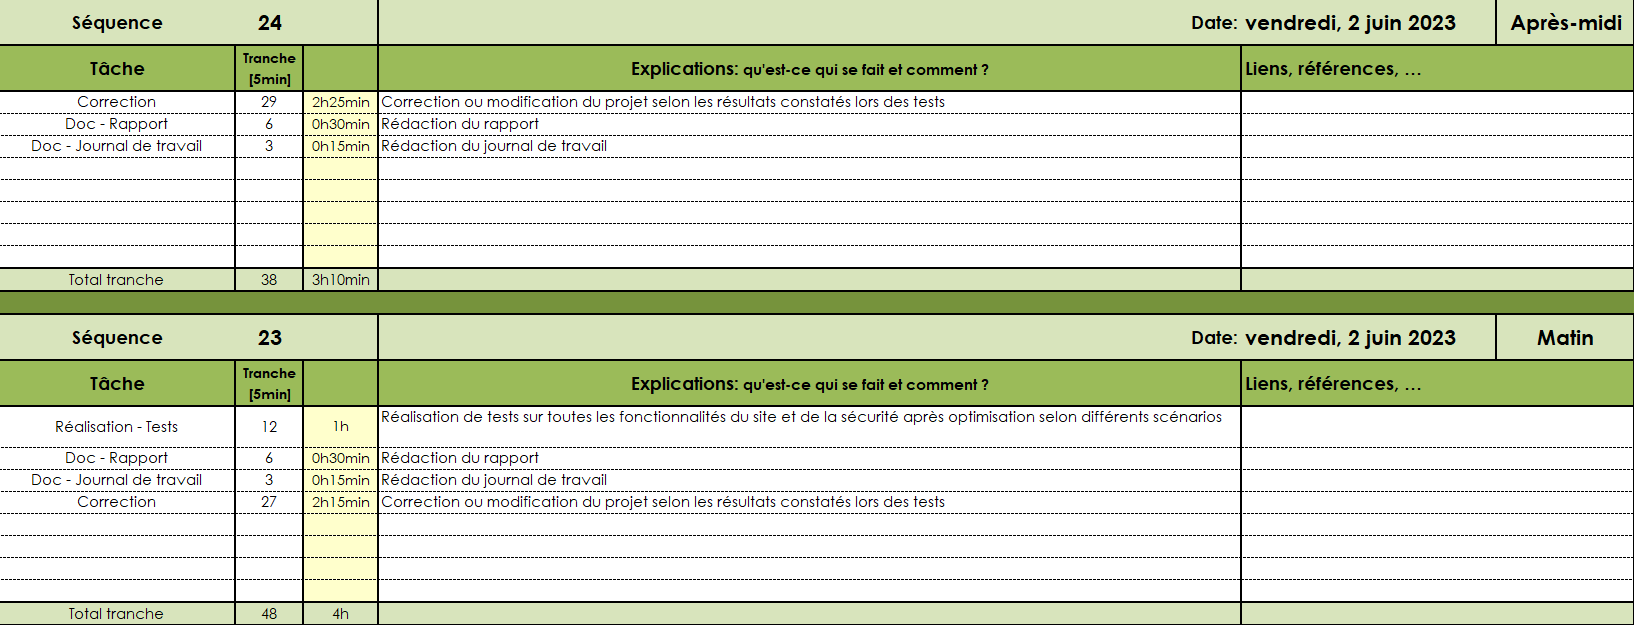 Séquence 24 Date: vendredi, 2 juin 2023 Après-midi
Tâche Tranche [5min] Explications: qu'est-ce qui se fait et comment ? Liens, références, …
Correction 29 2h25min Correction ou modification du projet selon les résultats constatés lors des tests
Doc - Rapport 6 0h30min Rédaction du rapport
Doc - Journal de travail 3 0h15min Rédaction du journal de travail
Total tranche 38 3h10min
Séquence 23 Date: vendredi, 2 juin 2023 Matin
Tâche Tranche [5min] Explications: qu'est-ce qui se fait et comment ? Liens, références, …
Réalisation - Tests 12 1h Réalisation de tests sur toutes les fonctionnalités du site et de la sécurité après optimisation selon différents scénarios
Doc - Rapport 6 0h30min Rédaction du rapport
Doc - Journal de travail 3 0h15min Rédaction du journal de travail
Correction 27 2h15min Correction ou modification du projet selon les résultats constatés lors des tests
Total tranche 48 4h